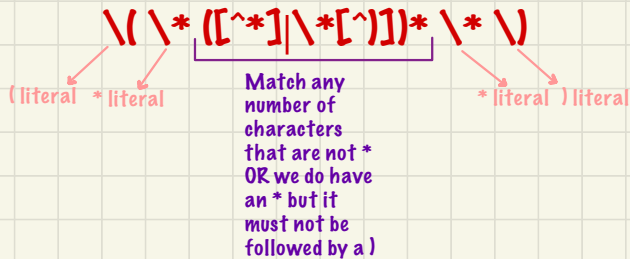 \( \* ([^*]|\*[^)])* \* \)
( literal * literal * literal ) literal
Match any
number of
characters
that are not *
OR we do have
an * but it
must not be
followed by a )